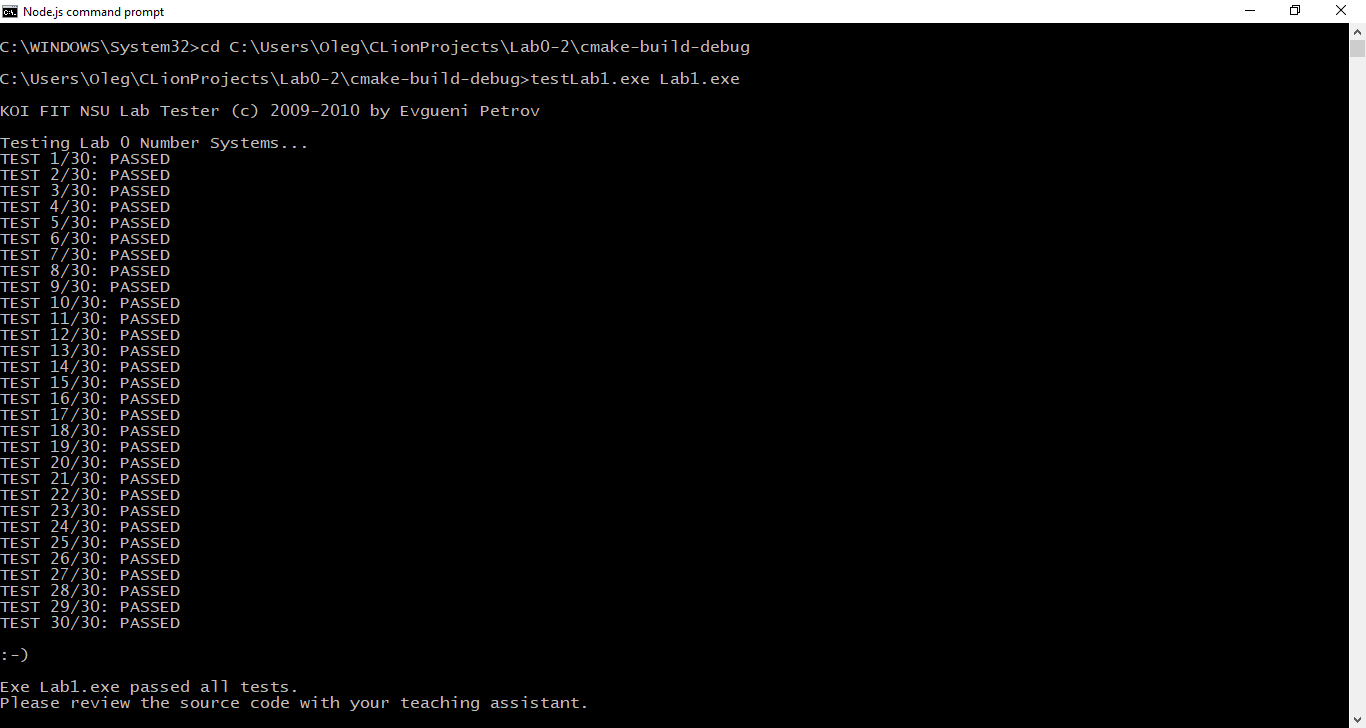 Node.js command prompt
C:\WINDOWS\System32>cd C:\Users\Oleg\CLionProjects\Lab0-2\cmake-build-debug
C:\Users\Oleg\CLionProjects\Lab0-2\cmake-build-debug>testLab1.exe Lab1.exe
KOI FIT NSU Lab Tester (c) 2009-2010 by Evgueni Petrov
Testing Lab 0 Number Systems...
TEST 1/30: PASSED
TEST 2/30: PASSED
TEST 3/30: PASSED
TEST 4/30: PASSED
TEST 5/30: PASSED
TEST 6/30: PASSED
TEST 7/30: PASSED
TEST 8/30: PASSED
TEST 9/30: PASSED
TEST 10/30: PASSED
TEST 11/30: PASSED
TEST 12/30: PASSED
TEST 13/30: PASSED
TEST 14/30: PASSED
TEST 15/30: PASSED
TEST 16/30: PASSED
TEST 17/30: PASSED
TEST 18/30: PASSED
TEST 19/30: PASSED
TEST 20/30: PASSED
TEST 21/30: PASSED
TEST 22/30: PASSED
TEST 23/30: PASSED
TEST 24/30: PASSED
TEST 25/30: PASSED
TEST 26/30: PASSED
TEST 27/30: PASSED
TEST 28/30: PASSED
TEST 29/30: PASSED
TEST 30/30: PASSED
:-)
Exe Lab1.exe passed all tests.
Please review the source code with your teaching assistant.